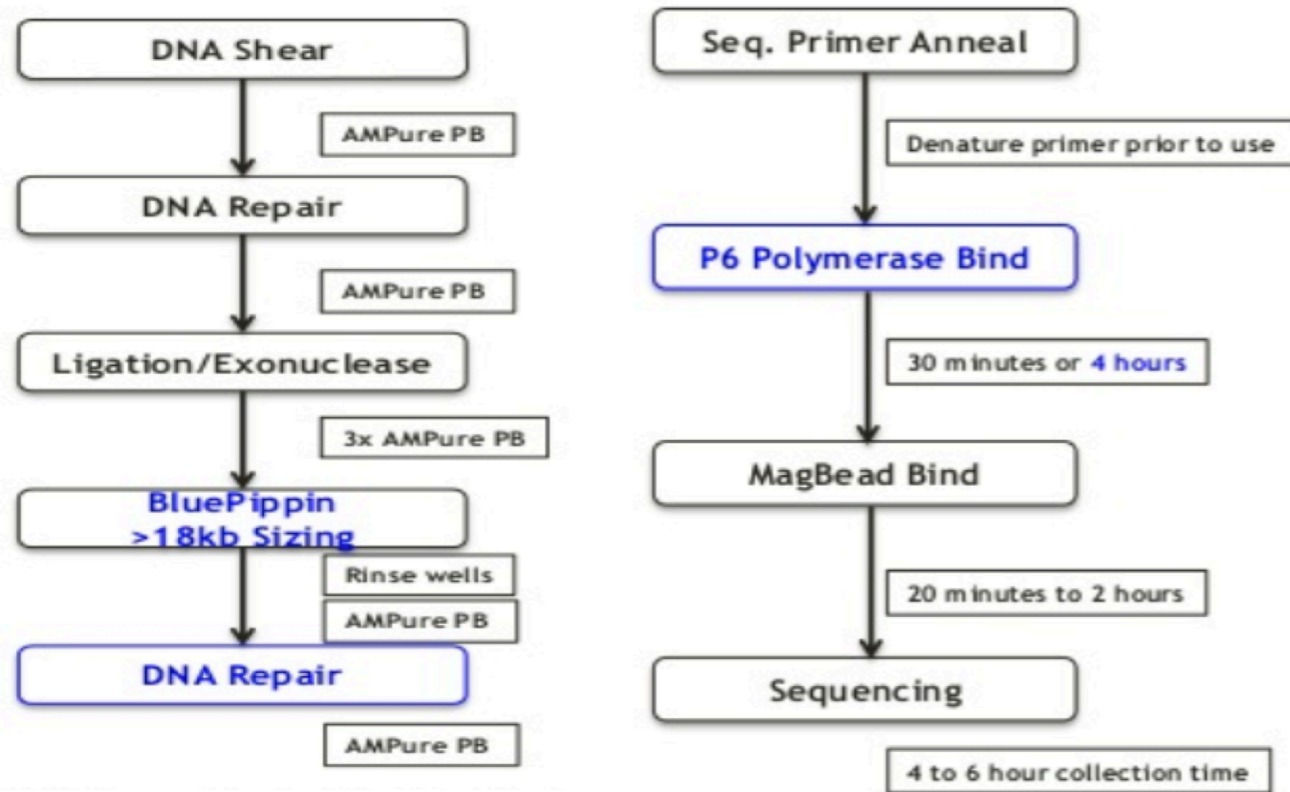 DNA Shear
AMPure PB
DNA Repair
AMPure PB
Ligation/Exonuclease
3x AMPure PB
BluePippin
>18kb Sizing
Rinse wells
AMPure PB
DNA Repair
AMPure PB
Seq. Primer Anneal
Denature primer prior to use
P6 Polymerase Bind
30 minutes or 4 hours
MagBead Bind
20 minutes to 2 hours
Sequencing
4 to 6 hour collection time